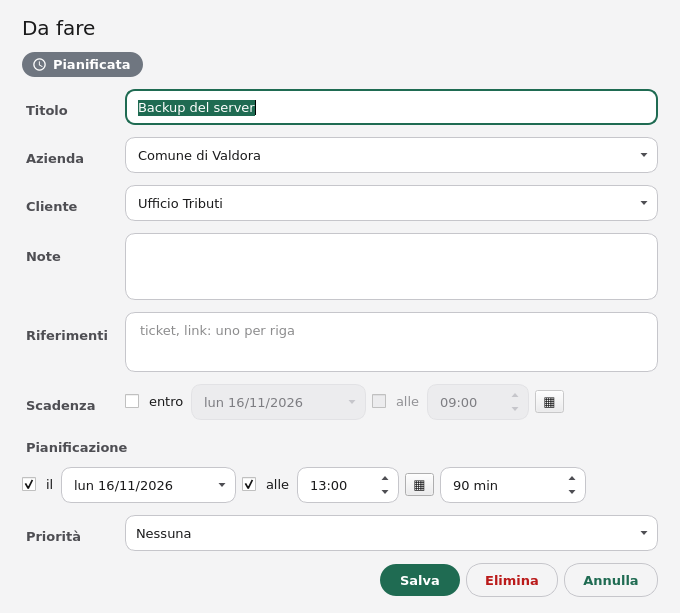 Da fare
Pianificata
Titolo Backup del server
Azienda Comune di Valdora
Cliente Ufficio Tributi
Note
Riferimenti ticket, link: uno per riga
Scadenza entro lun 16/11/2026 alle 09:00
Pianificazione
il lun 16/11/2026 alle 13:00 90 min
Priorità Nessuna
Salva Elimina Annulla